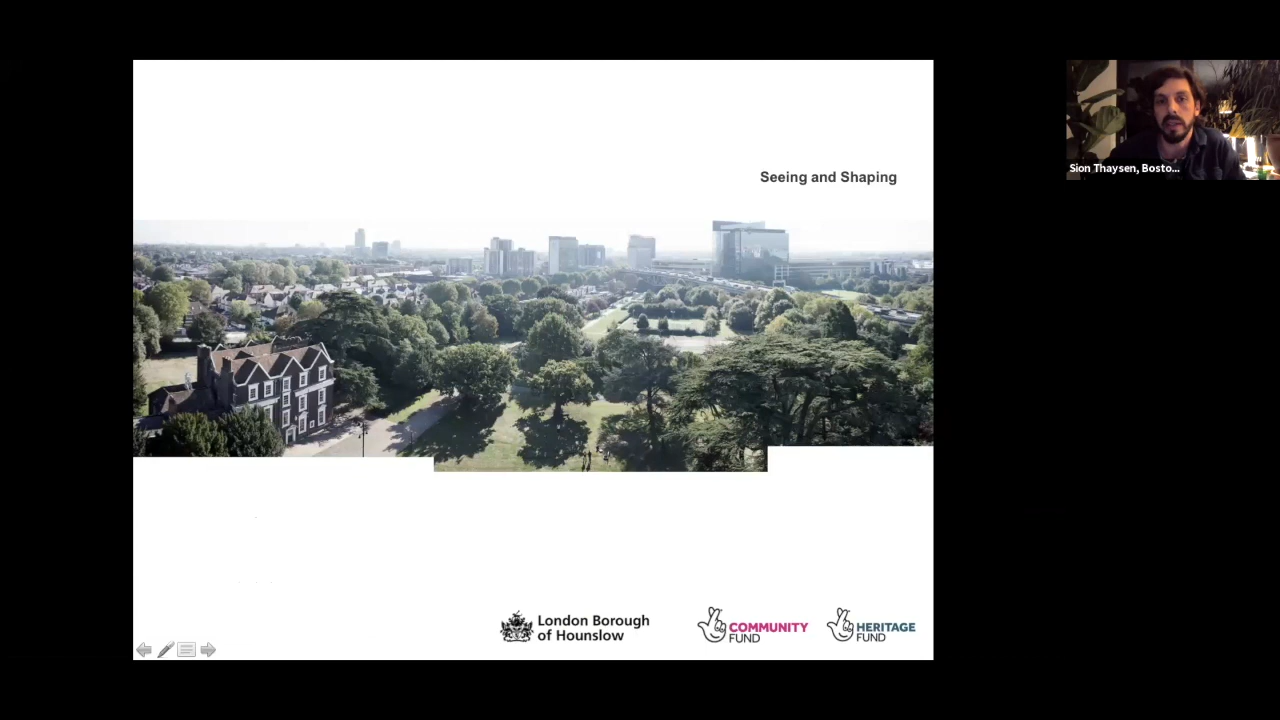 Seeing and Shaping
Sion Thaysen, Bosto...
London Borough
of Hounslow
COMMUNITY
FUND
HERITAGE
FUND